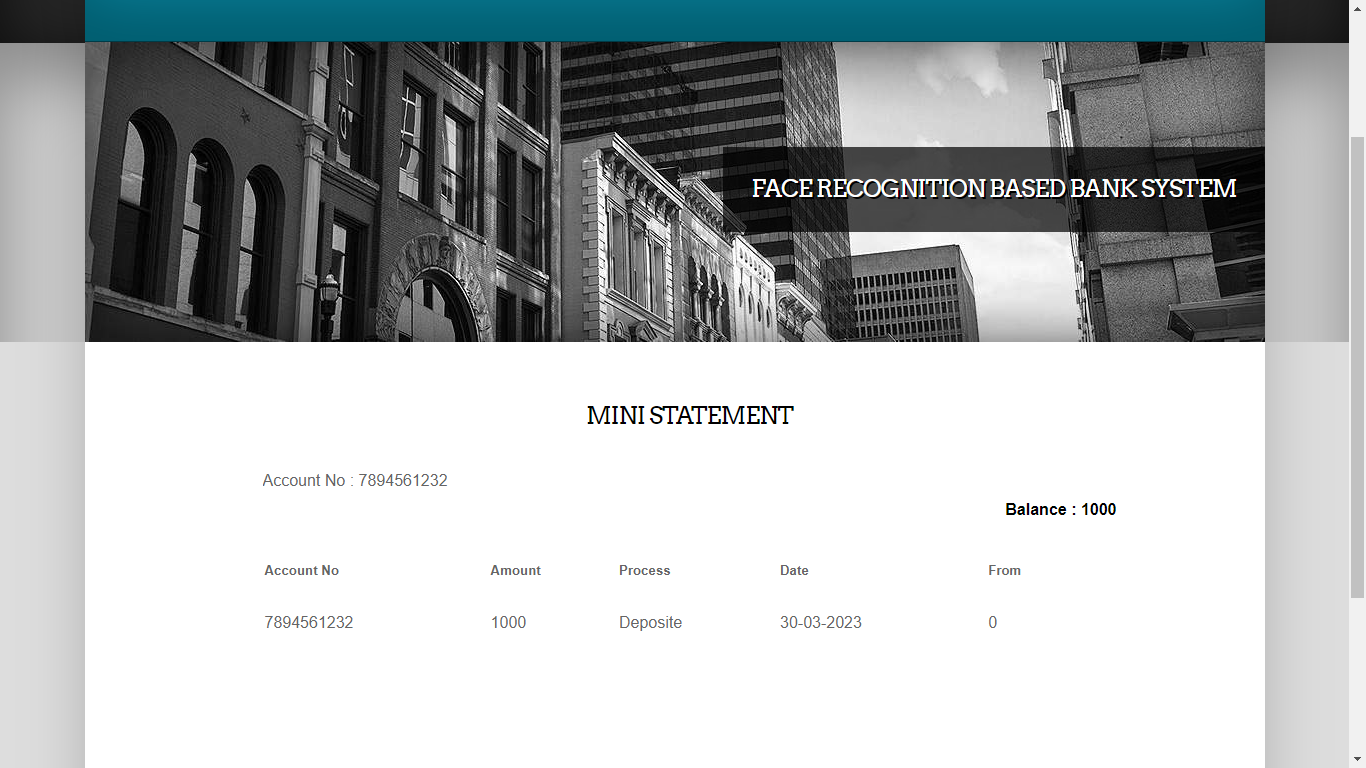 FACE RECOGNITION BASED BANK SYSTEM
MINI STATEMENT
Account No : 7894561232
Balance : 1000
Account No Amount Process Date From
7894561232 1000 Deposite 30-03-2023 0